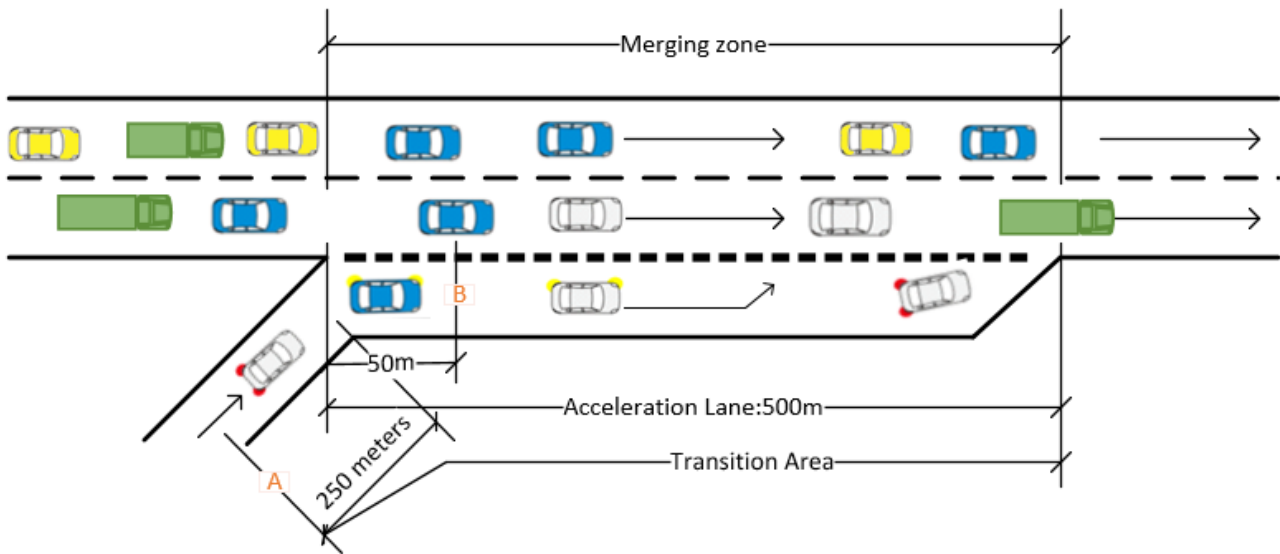 Merging zone
B
50m
Acceleration Lane:500m
250 meters
Transition Area
A